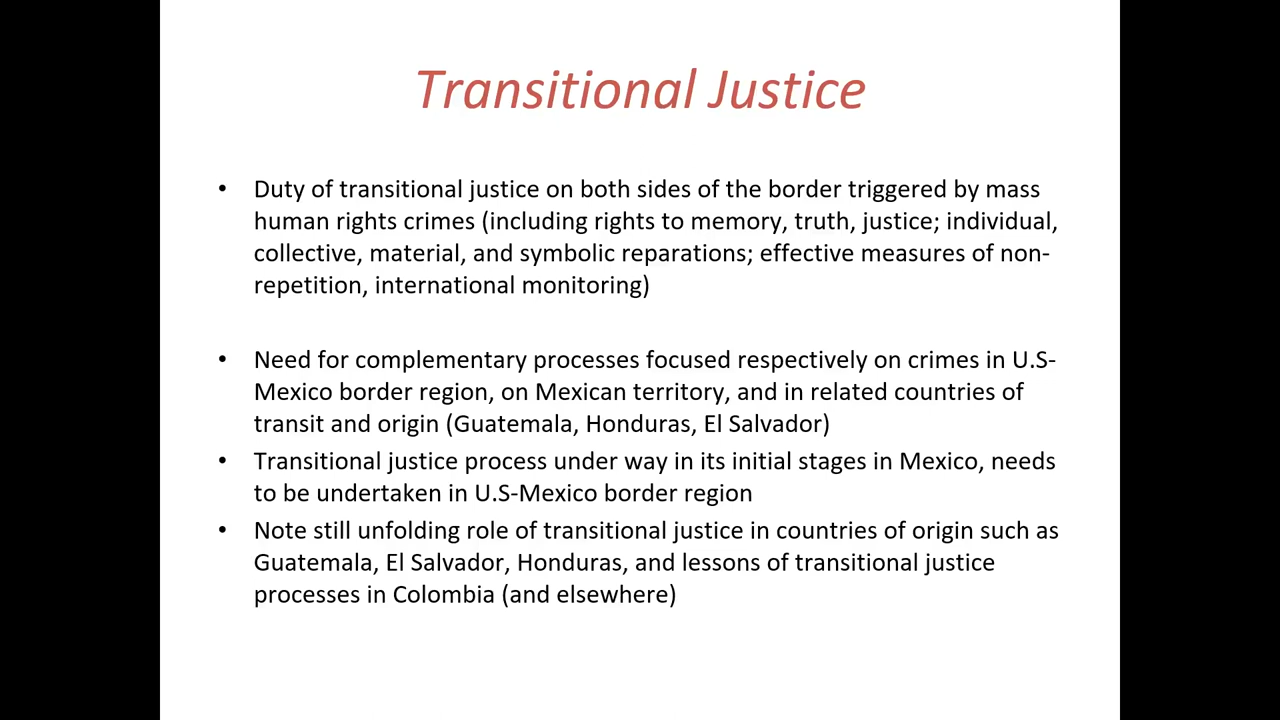 Transitional Justice
• Duty of transitional justice on both sides of the border triggered by mass
human rights crimes (including rights to memory, truth, justice; individual,
collective, material, and symbolic reparations; effective measures of non-
repetition, international monitoring)
• Need for complementary processes focused respectively on crimes in U.S-
Mexico border region, on Mexican territory, and in related countries of
transit and origin (Guatemala, Honduras, El Salvador)
• Transitional justice process under way in its initial stages in Mexico, needs
to be undertaken in U.S-Mexico border region
• Note still unfolding role of transitional justice in countries of origin such as
Guatemala, El Salvador, Honduras, and lessons of transitional justice
processes in Colombia (and elsewhere)